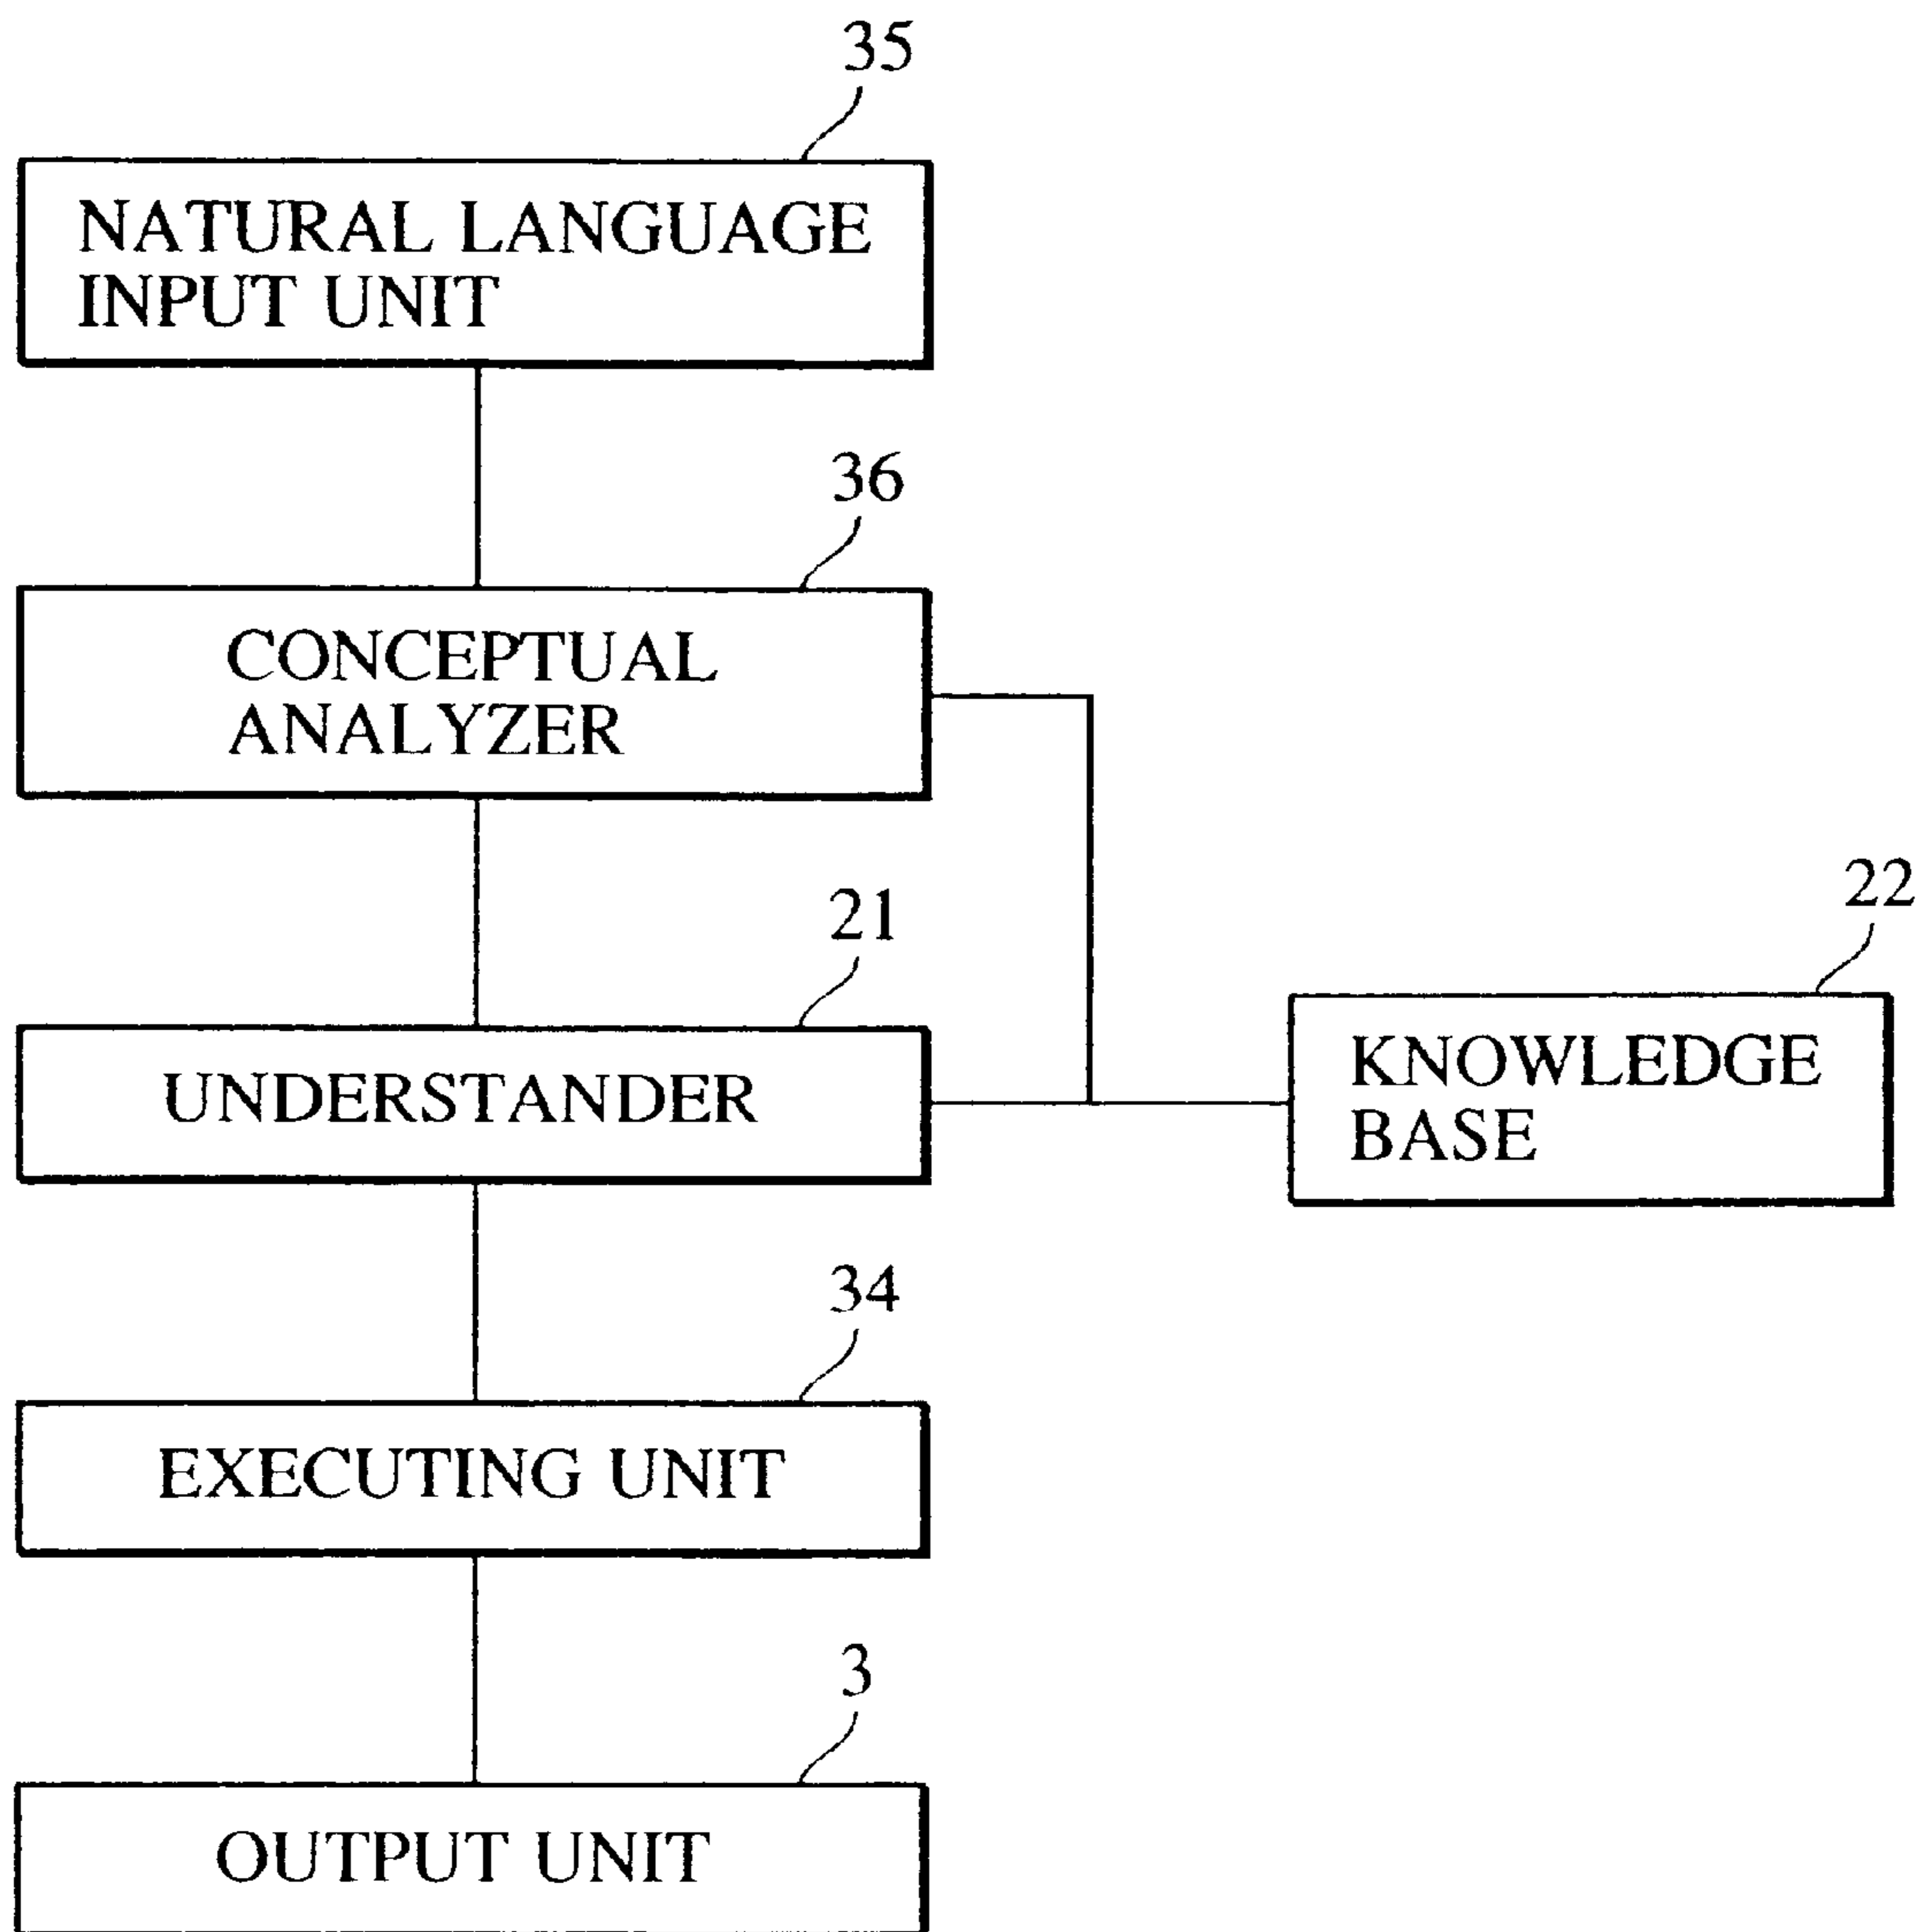 35
NATURAL LANGUAGE
INPUT UNIT
36
CONCEPTUAL
ANALYZER
21
UNDERSTANDER
22
KNOWLEDGE
BASE
34
EXECUTING UNIT
3
OUTPUT UNIT